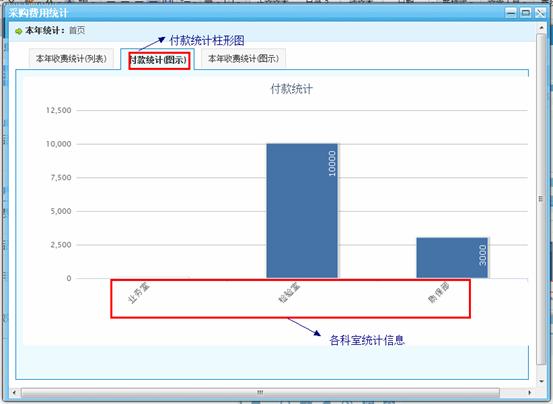 采购费用统计
本年统计：首页
付款统计柱形图
本年收费统计(列表)
付款统计(图示)
本年收费统计(图示)
付款统计
12,500
10,000
7,500
5,000
2,500
0
10000
3000
业务室
检验室
勘保部
各科室统计信息